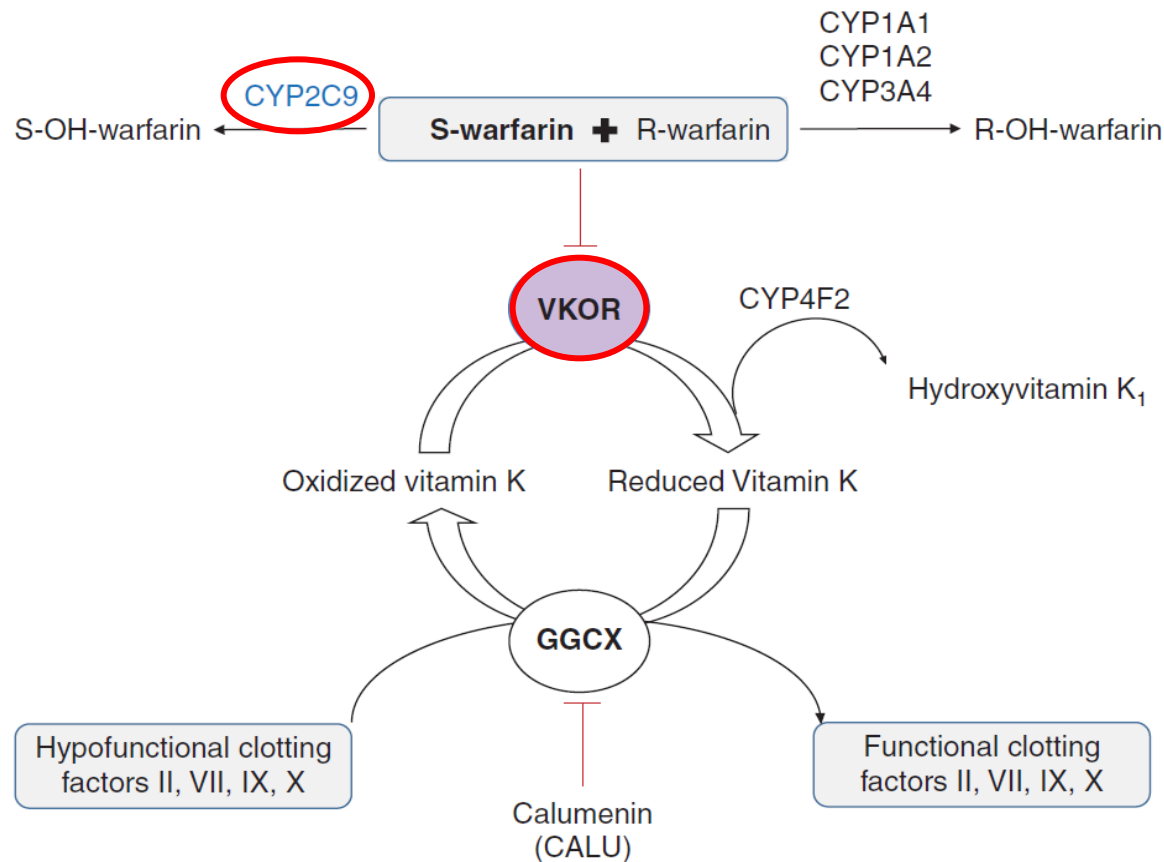 CYP1A1
CYP1A2
CYP3A4
CYP2C9
S-OH-warfarin
S-warfarin + R-warfarin
R-OH-warfarin
VKOR
CYP4F2
Hydroxyvitamin K₁
Oxidized vitamin K
Reduced Vitamin K
GGCX
Hypofunctional clotting
factors II, VII, IX, X
Functional clotting
factors II, VII, IX, X
Calumenin
(CALU)